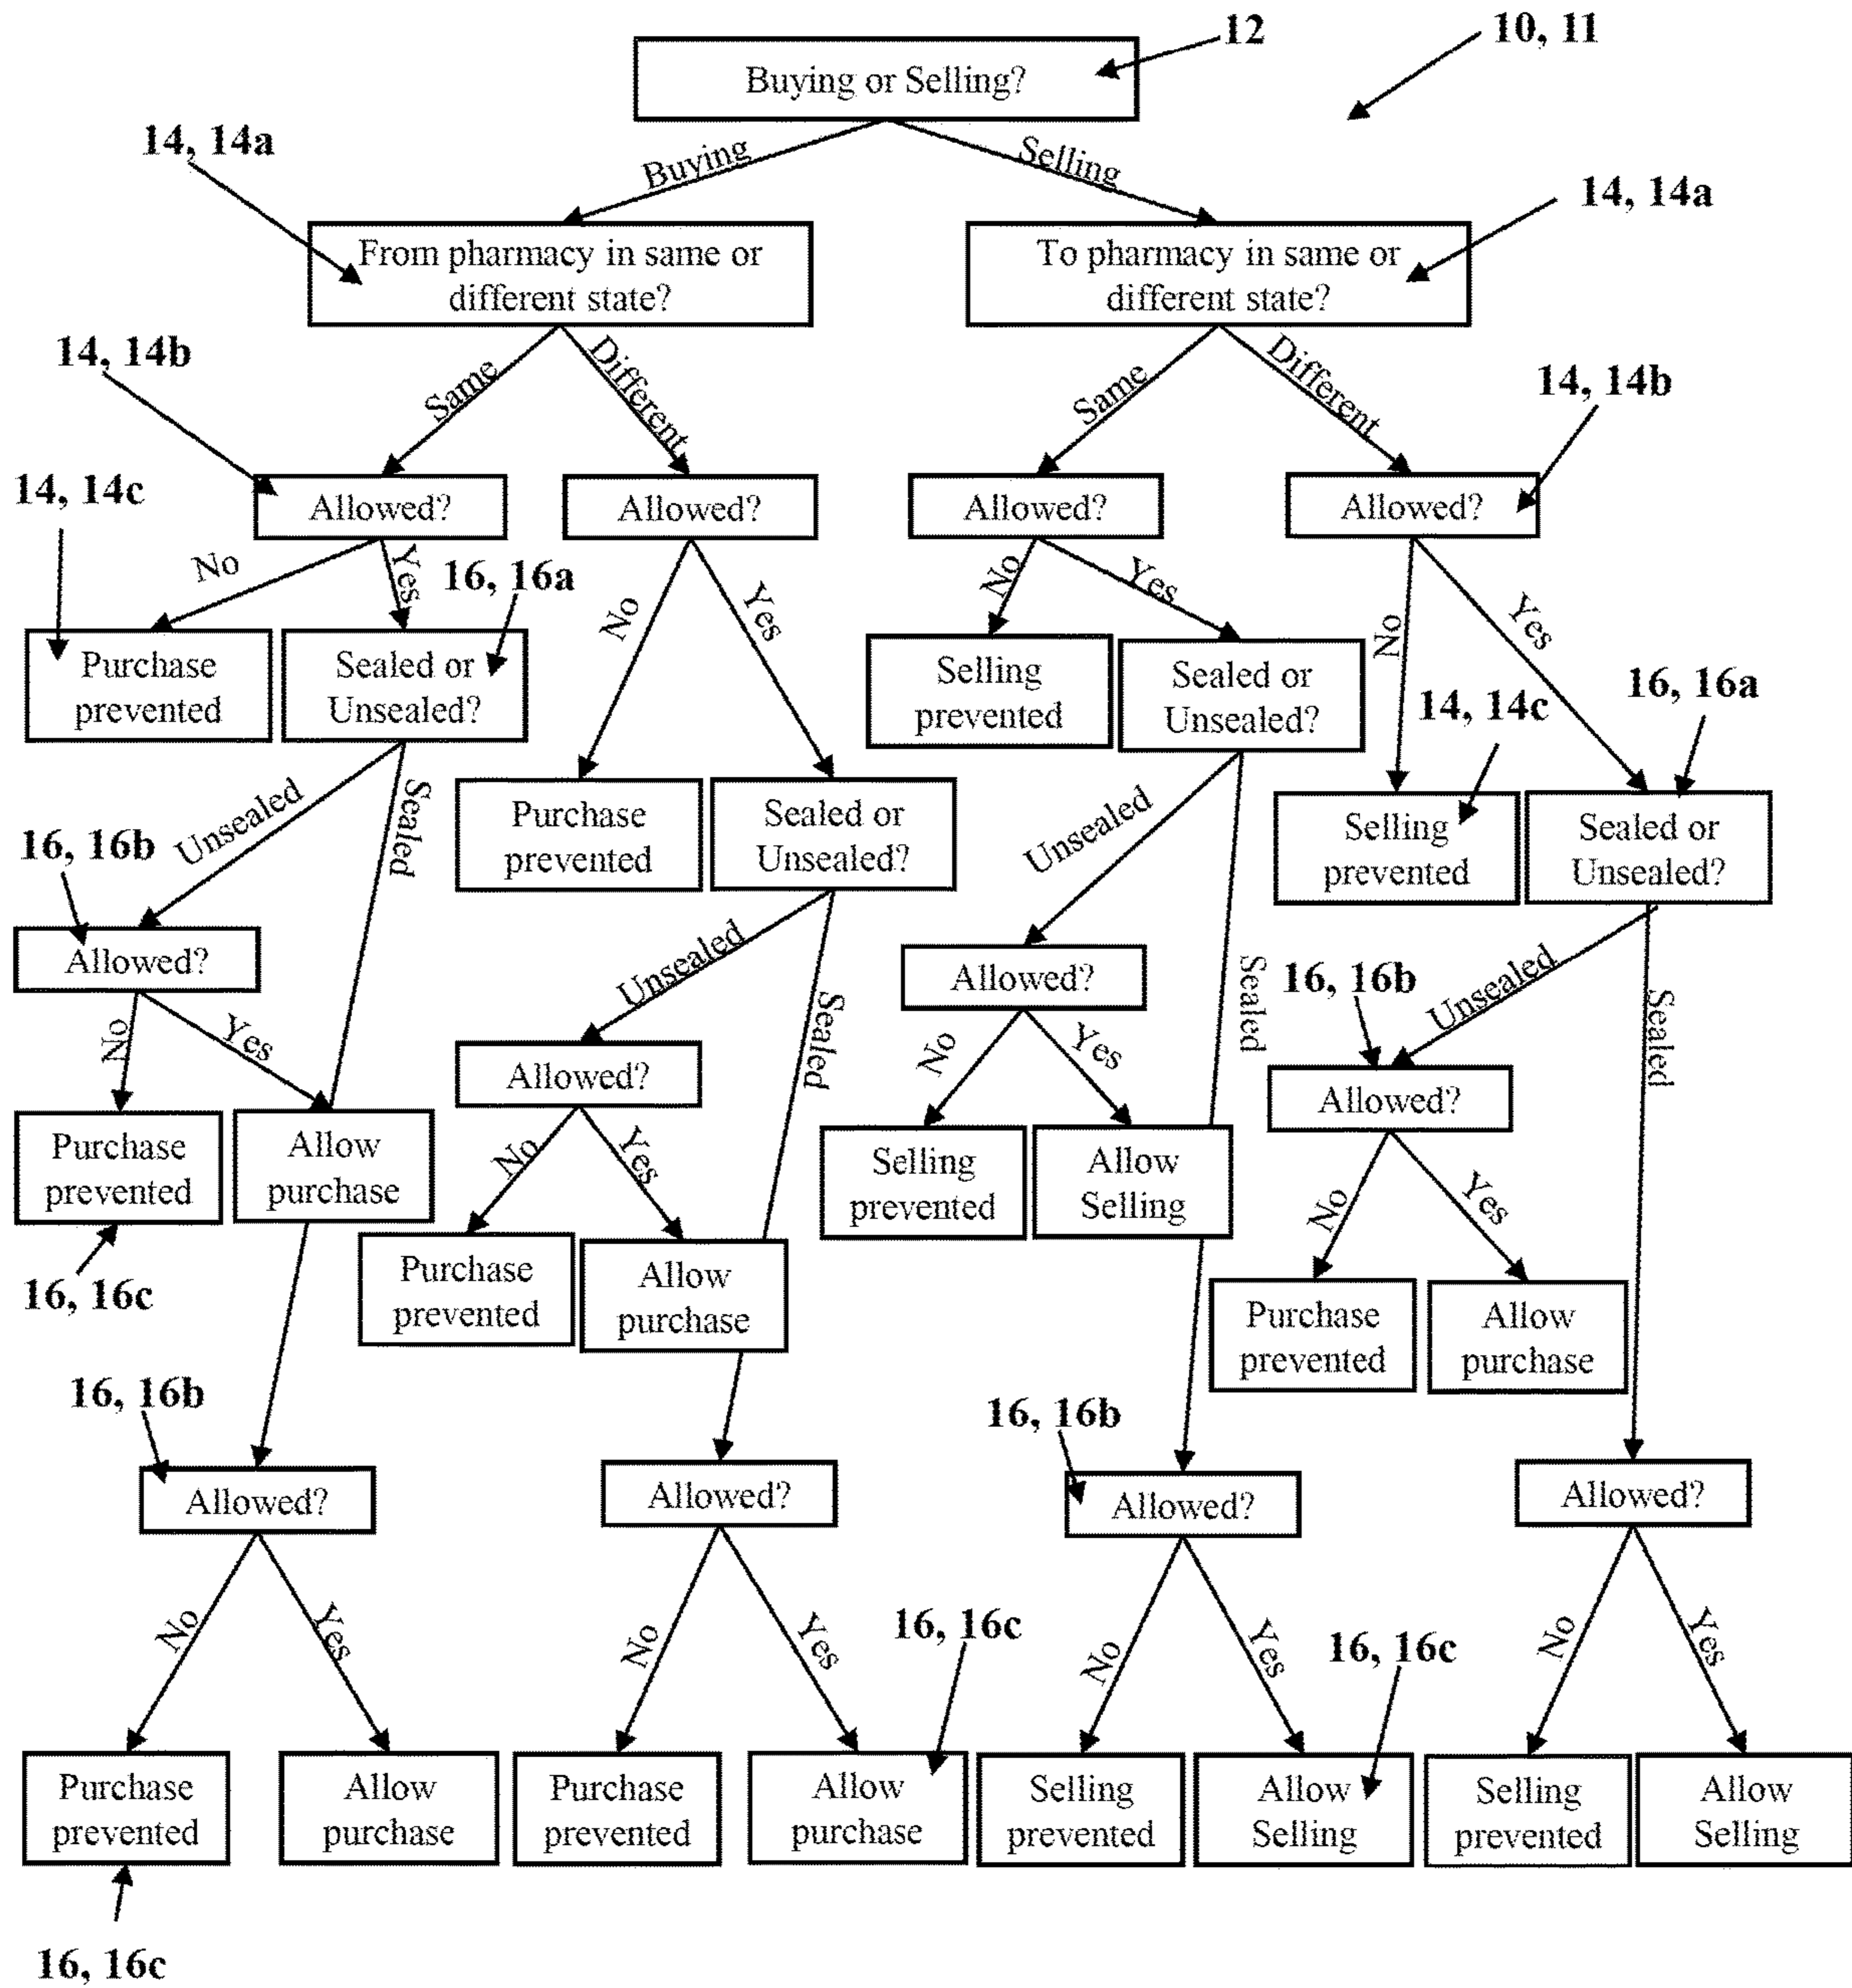 12
10, 11
Buying or Selling?
14, 14a
Buying
Selling
14, 14a
From pharmacy in same or
different state?
To pharmacy in same or
different state?
14, 14b
Same
Different
Same
Different
14, 14b
14, 14c
Allowed?
Allowed?
Allowed?
Allowed?
No
Yes
16, 16a
No
Yes
No
Yes
No
Yes
Purchase
prevented
Sealed or
Unsealed?
Selling
prevented
Sealed or
Unsealed?
14, 14c
16, 16a
Unsealed
Sealed
Purchase
prevented
Sealed or
Unsealed?
Unsealed
Selling
prevented
Sealed or
Unsealed?
16, 16b
Allowed?
Unsealed
Sealed
Allowed?
Sealed
16, 16b
Unsealed
Sealed
No
Yes
Allowed?
No
Yes
Allowed?
Purchase
prevented
Allow
purchase
No
Yes
Selling
prevented
Allow
Selling
No
Yes
16, 16c
Purchase
prevented
Allow
purchase
Purchase
prevented
Allow
purchase
16, 16b
16, 16b
Allowed?
Allowed?
Allowed?
Allowed?
No
Yes
No
Yes
16, 16c
No
Yes
16, 16c
No
Yes
Purchase
prevented
Allow
purchase
Purchase
prevented
Allow
purchase
Selling
prevented
Allow
Selling
Selling
prevented
Allow
Selling
16, 16c